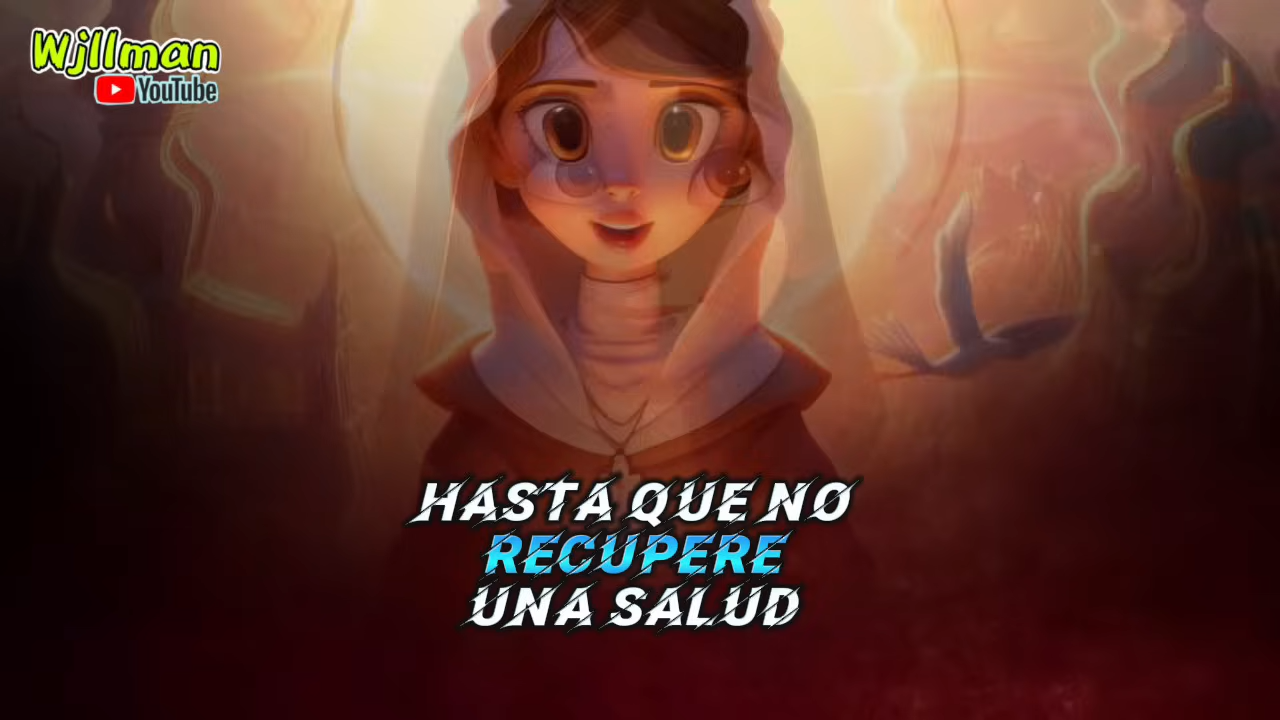 Wjllman
YouTube
HASTA QUE NO
RECUPERE
UNA SALUD